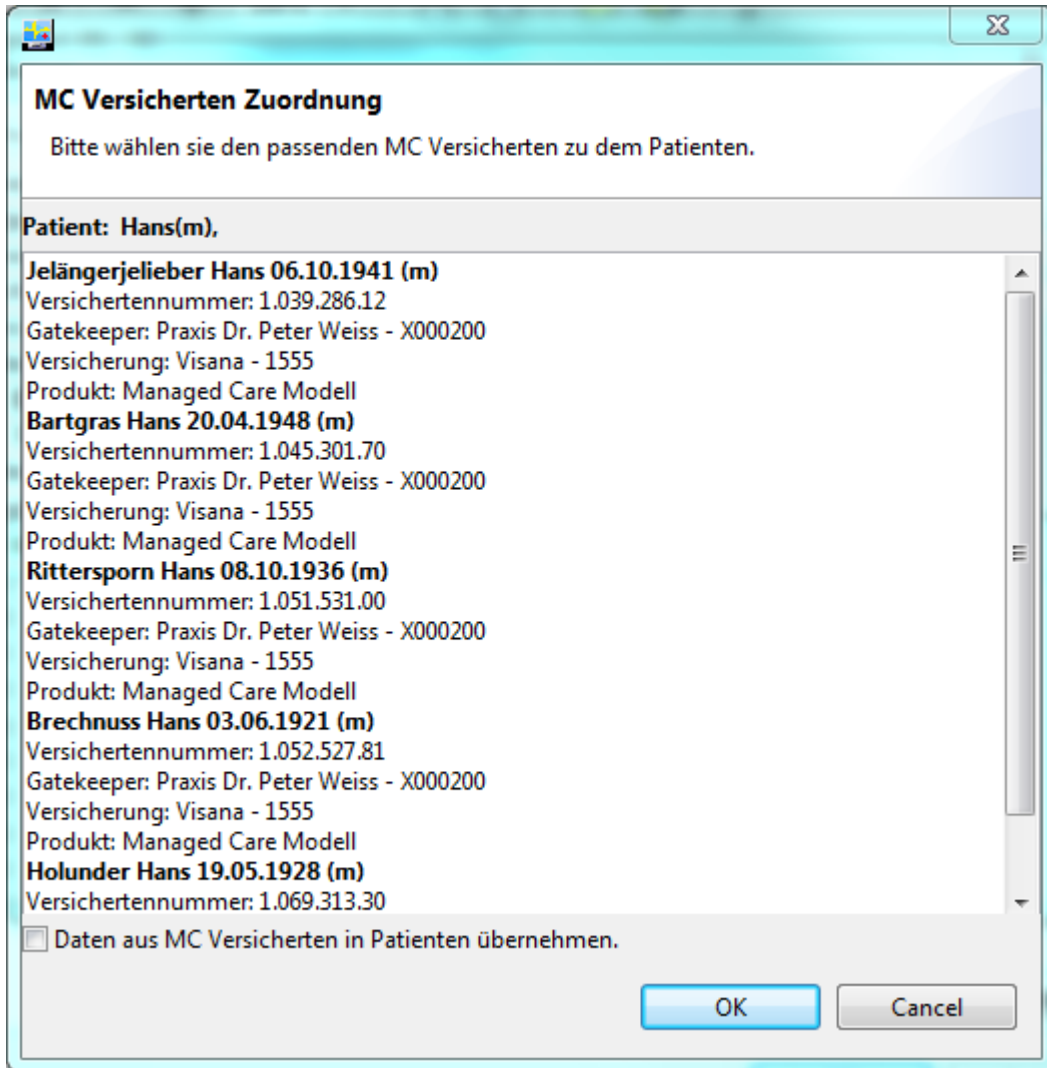 MC Versicherten Zuordnung
Bitte wählen sie den passenden MC Versicherten zu dem Patienten.
Patient: Hans(m),
Jelängerjelieber Hans 06.10.1941 (m)
Versichertennummer: 1.039.286.12
Gatekeeper: Praxis Dr. Peter Weiss - X000200
Versicherung: Visana - 1555
Produkt: Managed Care Modell
Bartgras Hans 20.04.1948 (m)
Versichertennummer: 1.045.301.70
Gatekeeper: Praxis Dr. Peter Weiss - X000200
Versicherung: Visana - 1555
Produkt: Managed Care Modell
Rittersporn Hans 08.10.1936 (m)
Versichertennummer: 1.051.531.00
Gatekeeper: Praxis Dr. Peter Weiss - X000200
Versicherung: Visana - 1555
Produkt: Managed Care Modell
Brechnuss Hans 03.06.1921 (m)
Versichertennummer: 1.052.527.81
Gatekeeper: Praxis Dr. Peter Weiss - X000200
Versicherung: Visana - 1555
Produkt: Managed Care Modell
Holunder Hans 19.05.1928 (m)
Versichertennummer: 1.069.313.30
Daten aus MC Versicherten in Patienten übernehmen.
OK Cancel